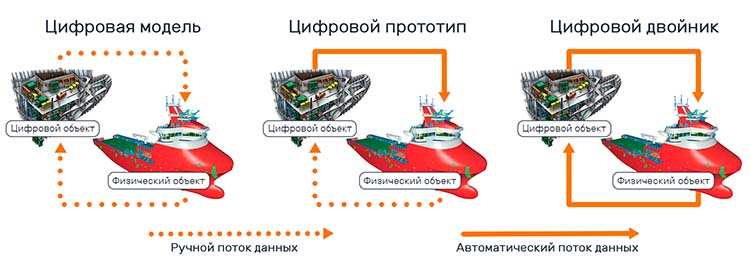 Цифровая модель
Цифровой прототип
Цифровой двойник
Цифровой объект
Физический объект
Цифровой объект
Физический объект
Цифровой объект
Физический объект
Ручной поток данных
Автоматический поток данных